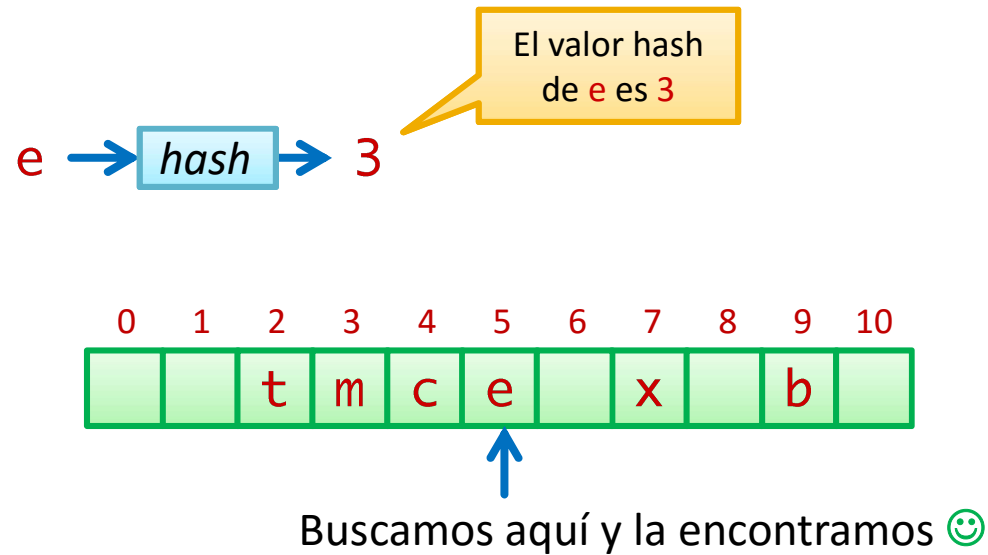 El valor hash
de e es 3
e hash 3
0 1 2 3 4 5 6 7 8 9 10
t m c e x b
Buscamos aquí y la encontramos